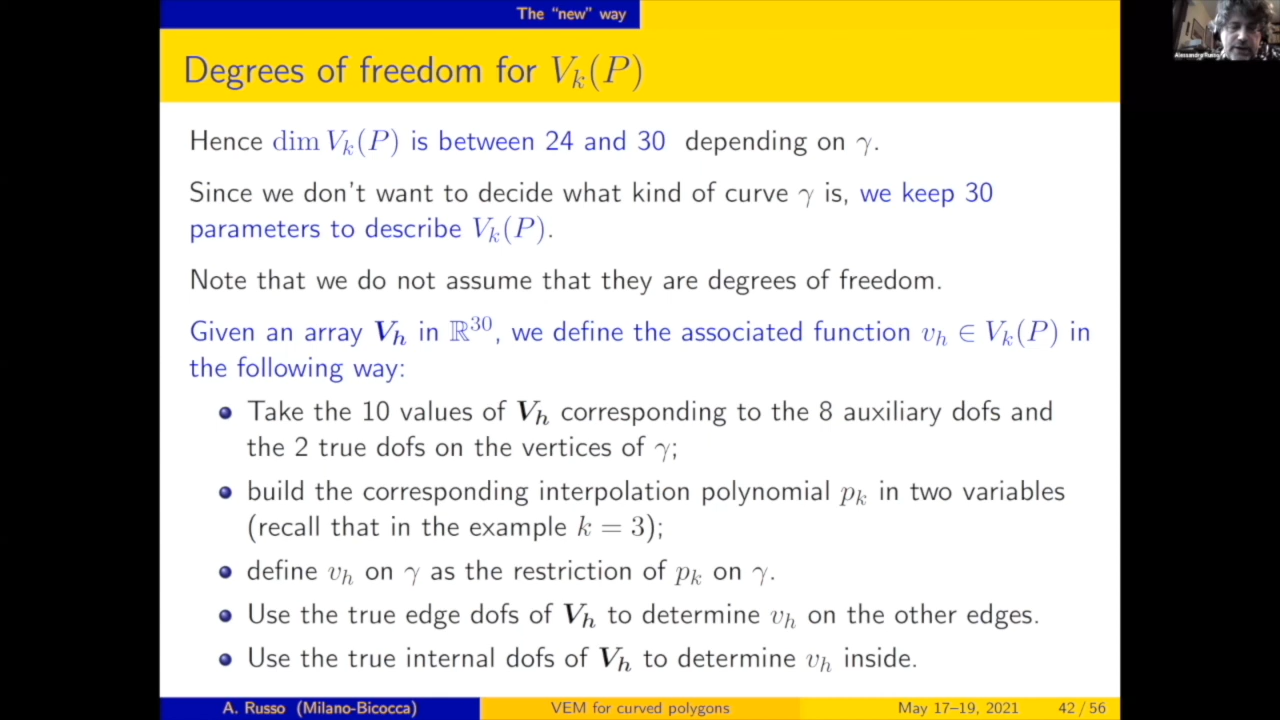 The “new” way
Degrees of freedom for V_k(P)
Hence dim V_k(P) is between 24 and 30 depending on γ.
Since we don't want to decide what kind of curve γ is, we keep 30
parameters to describe V_k(P).
Note that we do not assume that they are degrees of freedom.
Given an array V_h in ℝ^30, we define the associated function v_h ∈ V_k(P) in
the following way:
Take the 10 values of V_h corresponding to the 8 auxiliary dofs and
the 2 true dofs on the vertices of γ;
build the corresponding interpolation polynomial p_k in two variables
(recall that in the example k = 3);
define v_h on γ as the restriction of p_k on γ.
Use the true edge dofs of V_h to determine v_h on the other edges.
Use the true internal dofs of V_h to determine v_h inside.
A. Russo (Milano-Bicocca) VEM for curved polygons May 17–19, 2021 42 / 56
Alessandro Russo